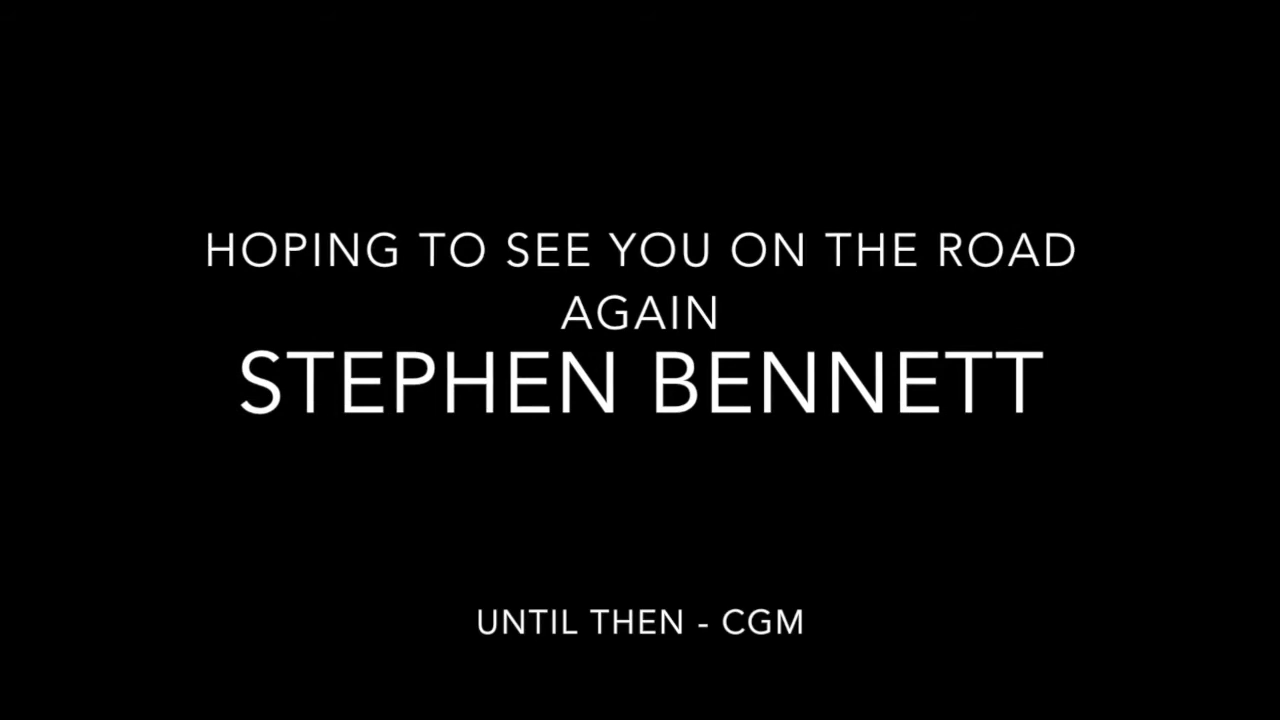 HOPING TO SEE YOU ON THE ROAD
AGAIN
STEPHEN BENNETT
UNTIL THEN - CGM